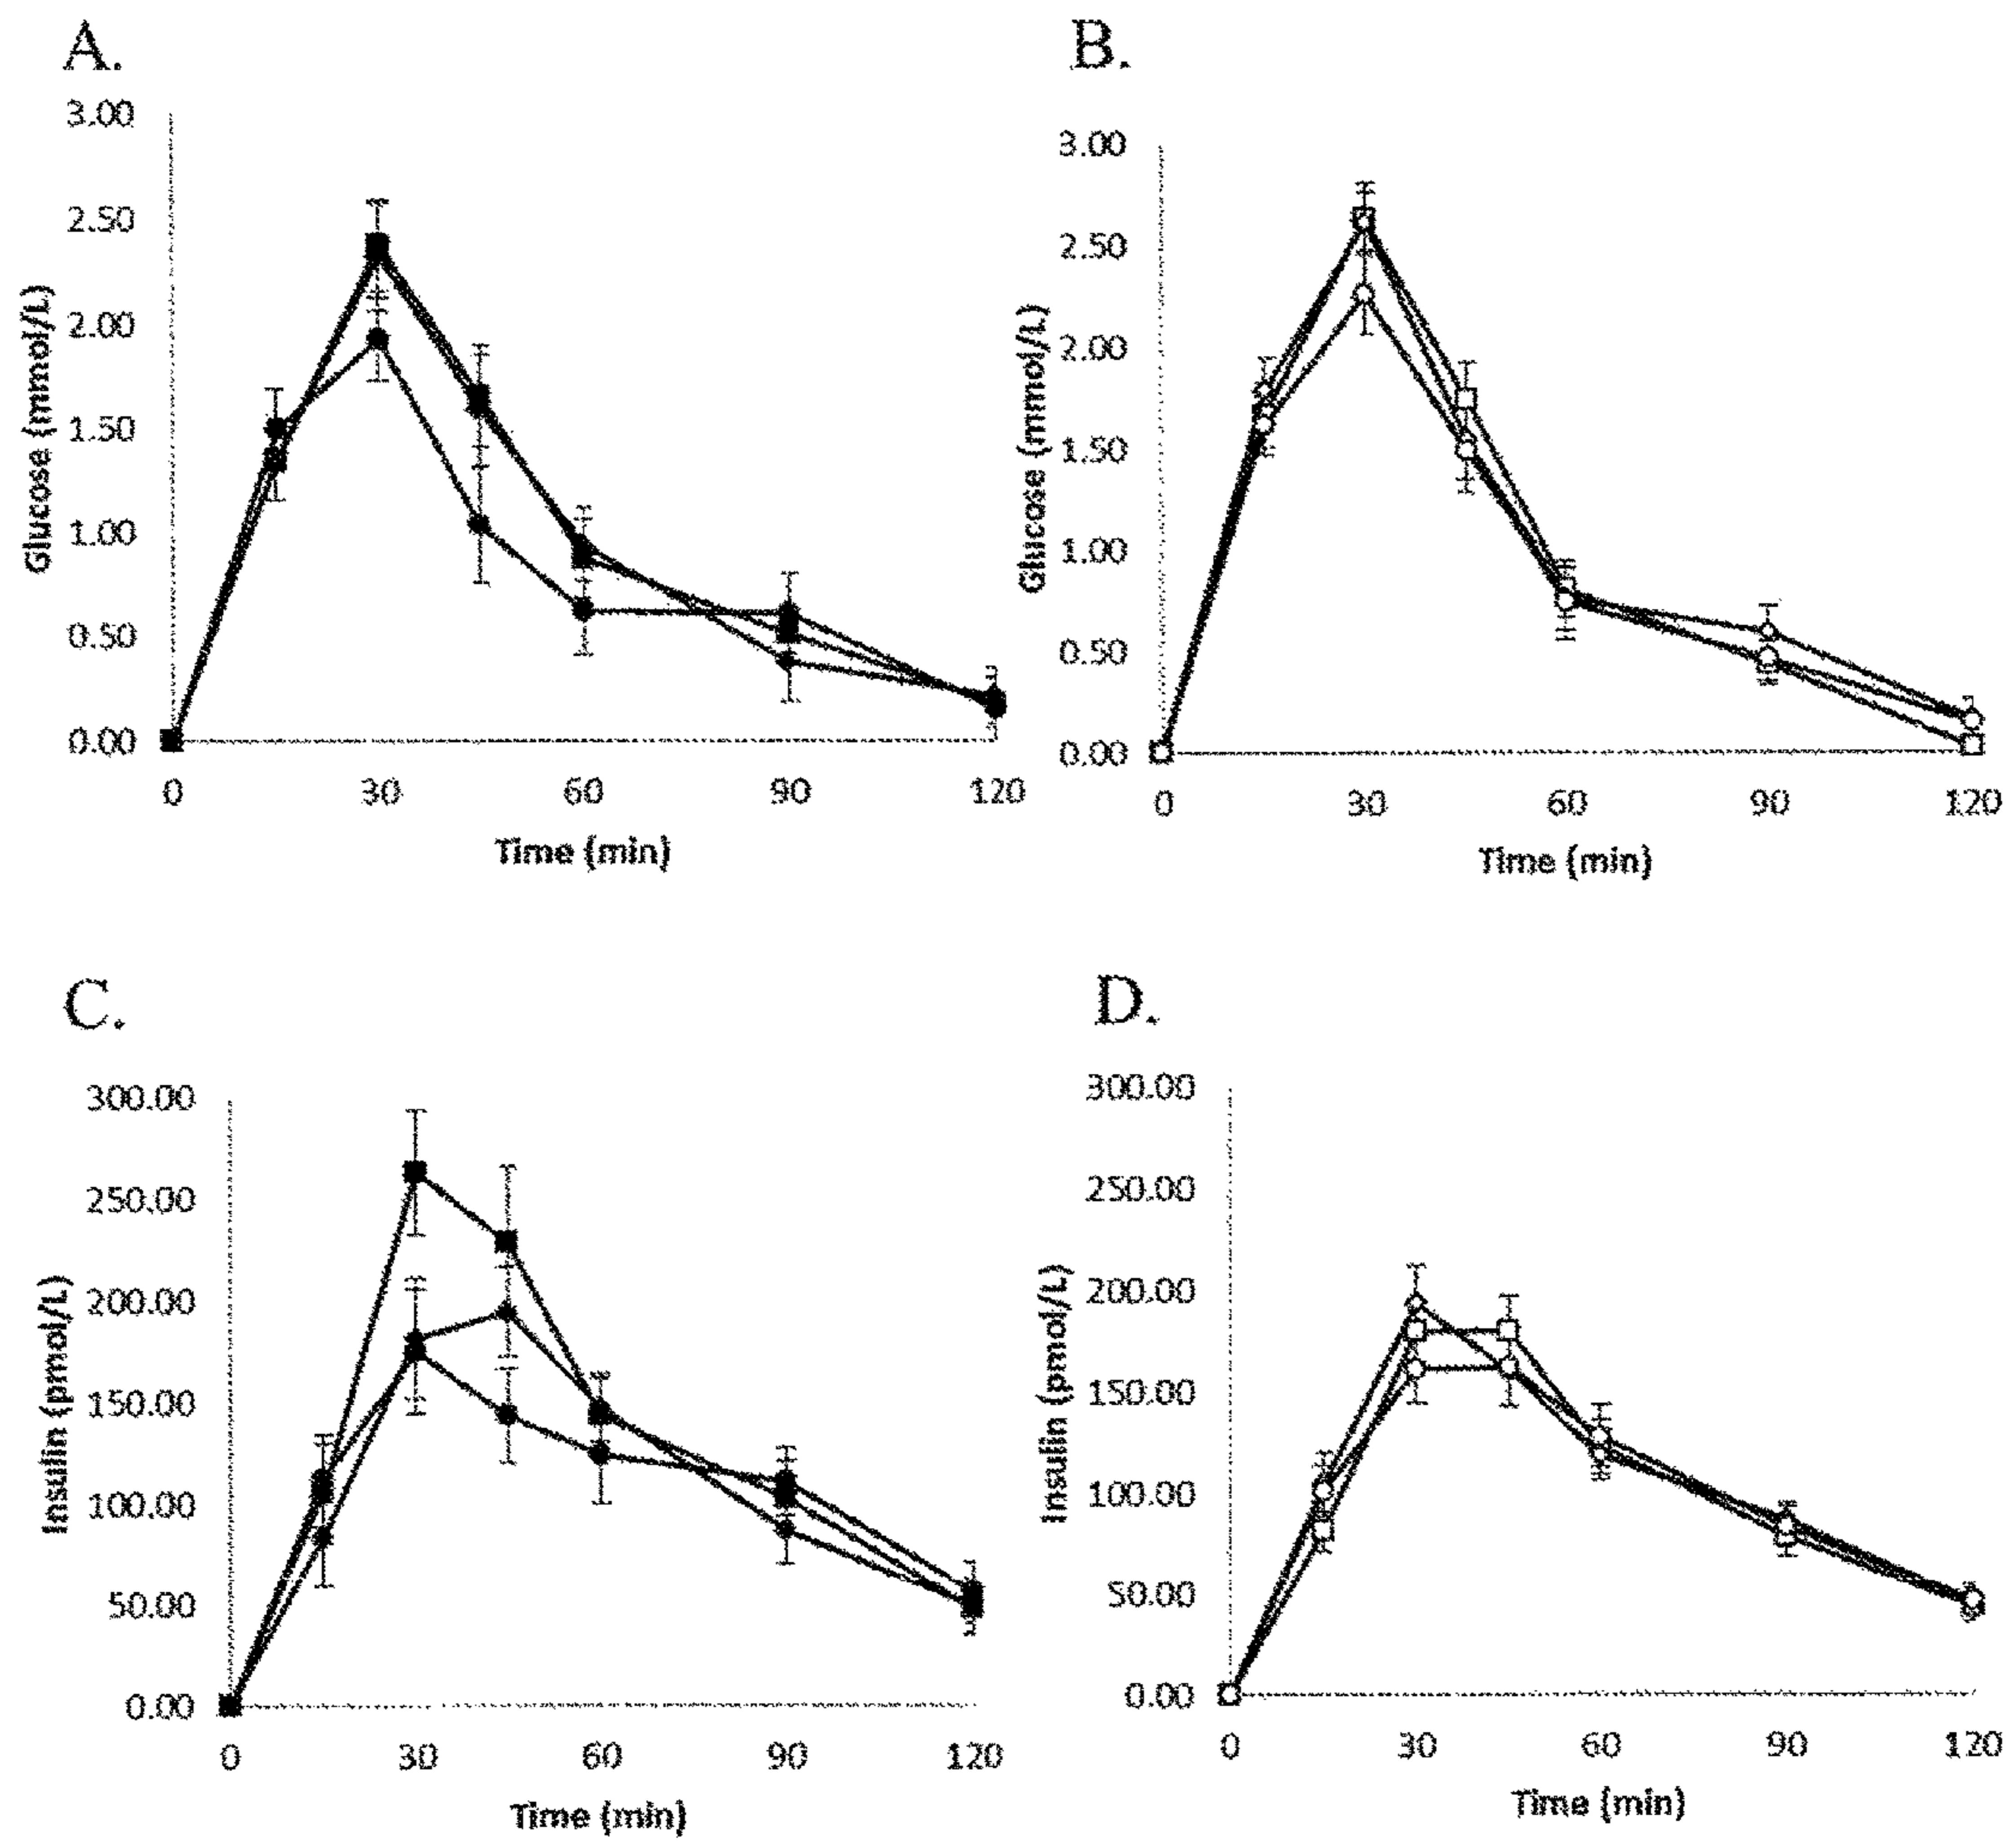 A.
3.00
2.50
2.00
1.50
1.00
0.50
0.00
Glucose (mmol/L)
0 30 60 90 120
Time (min)
B.
3.00
2.50
2.00
1.50
1.00
0.50
0.00
Glucose (mmol/L)
0 30 60 90 120
Time (min)
C.
300.00
250.00
200.00
150.00
100.00
50.00
0.00
Insulin (pmol/L)
0 30 60 90 120
Time (min)
D.
300.00
250.00
200.00
150.00
100.00
50.00
0.00
Insulin (pmol/L)
0 30 60 90 120
Time (min)